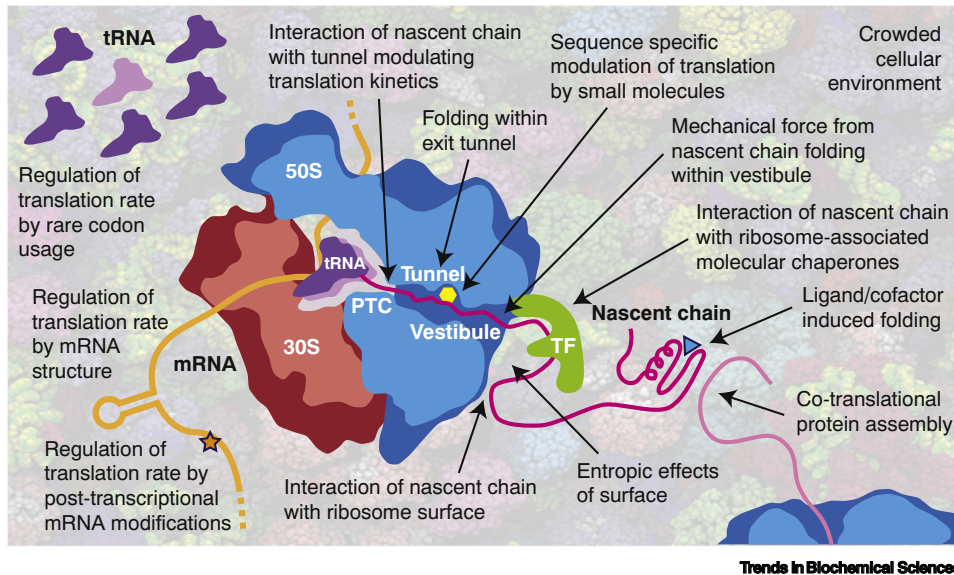 tRNA
Interaction of nascent chain
with tunnel modulating
translation kinetics
Sequence specific
modulation of translation
by small molecules
Crowded
cellular
environment
Folding within
exit tunnel
Mechanical force from
nascent chain folding
within vestibule
Regulation of
translation rate
by rare codon
usage
50S
Interaction of nascent chain
with ribosome-associated
molecular chaperones
tRNA
Tunnel
PTC
Vestibule
Nascent chain
Ligand/cofactor
induced folding
Regulation of
translation rate
by mRNA
structure
mRNA
30S
TF
Co-translational
protein assembly
Regulation of
translation rate by
post-transcriptional
mRNA modifications
Interaction of nascent chain
with ribosome surface
Entropic effects
of surface
Trends in Biochemical Science